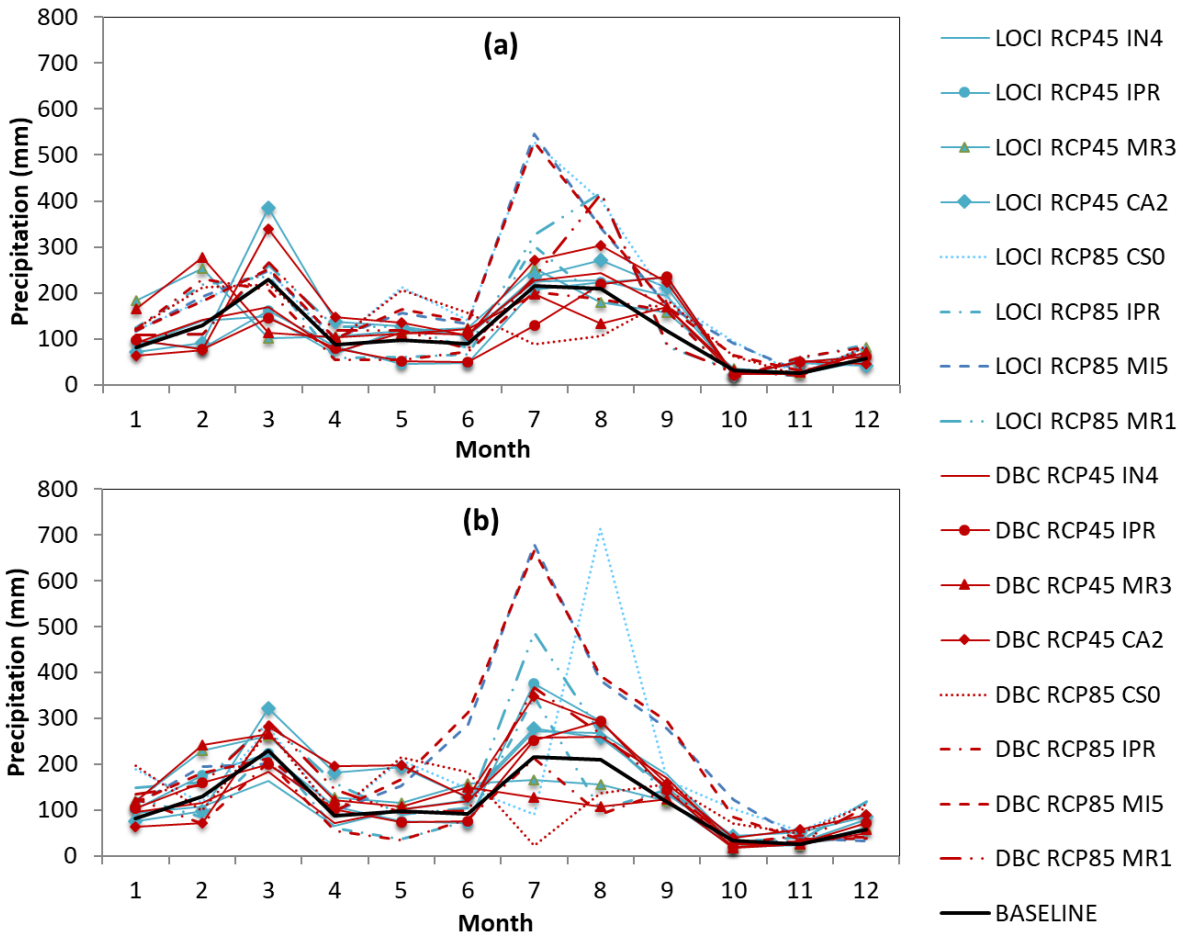 (a)
Precipitation (mm)
800
700
600
500
400
300
200
100
0
1 2 3 4 5 6 7 8 9 10 11 12
Month
(b)
Precipitation (mm)
800
700
600
500
400
300
200
100
0
1 2 3 4 5 6 7 8 9 10 11 12
Month
LOCI RCP45 IN4
LOCI RCP45 IPR
LOCI RCP45 MR3
LOCI RCP45 CA2
LOCI RCP85 CS0
LOCI RCP85 IPR
LOCI RCP85 MI5
LOCI RCP85 MR1
DBC RCP45 IN4
DBC RCP45 IPR
DBC RCP45 MR3
DBC RCP45 CA2
DBC RCP85 CS0
DBC RCP85 IPR
DBC RCP85 MI5
DBC RCP85 MR1
BASELINE